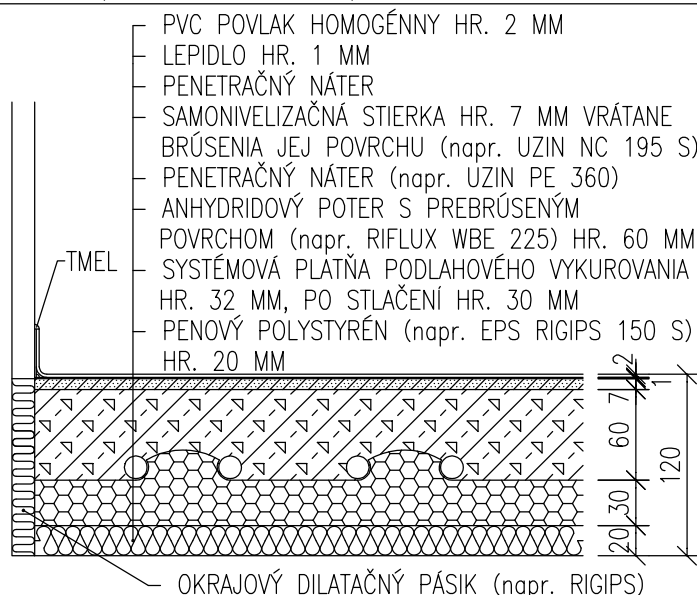 PVC POVLAK HOMOGÉNNY HR. 2 MM
LEPIDLO HR. 1 MM
PENETRAČNÝ NÁTER
SAMONIVELIZAČNÁ STIERKA HR. 7 MM VRÁTANE
BRÚSENIA JEJ POVRCHU (napr. UZIN NC 195 S)
PENETRAČNÝ NÁTER (napr. UZIN PE 360)
ANHYDRIDOVÝ POTER S PREBRÚSENÝM
POVRCHOM (napr. RIFLUX WBE 225) HR. 60 MM
TMEL
SYSTÉMOVÁ PLATŇA PODLAHOVÉHO VYKUROVANIA
HR. 32 MM, PO STLAČENÍ HR. 30 MM
PENOVÝ POLYSTYRÉN (napr. EPS RIGIPS 150 S)
HR. 20 MM
2
1
7
60
120
30
20
OKRAJOVÝ DILATAČNÝ PÁSIK (napr. RIGIPS)